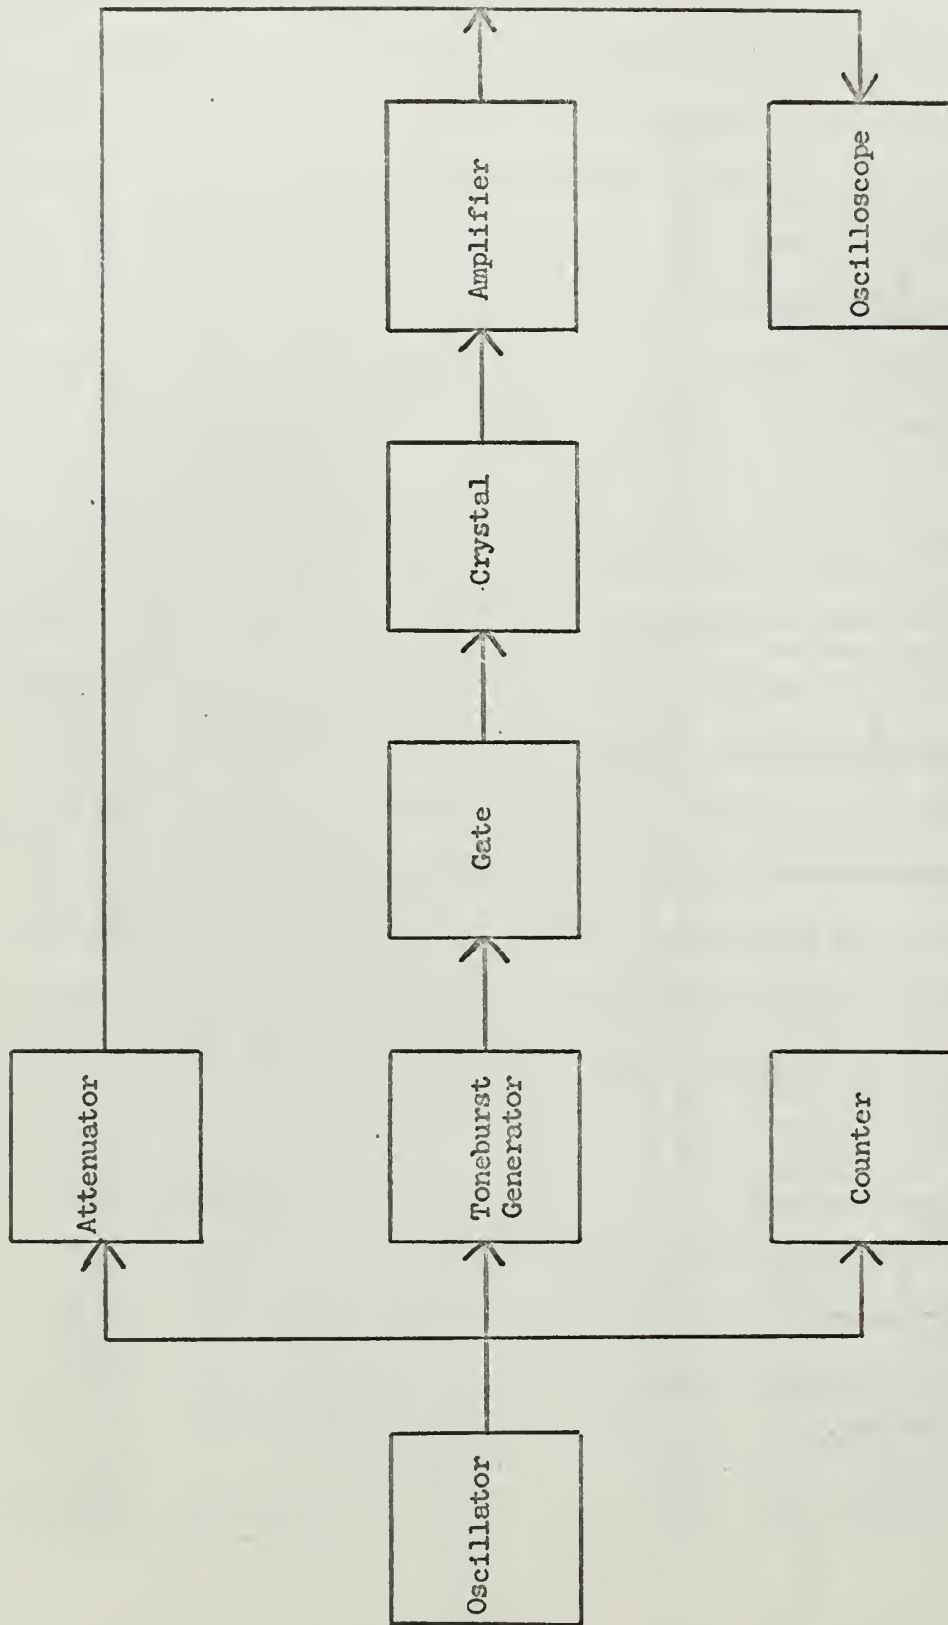 Oscillator
Attenuator
Toneburst
Generator
Counter
Gate
Crystal
Amplifier
Oscilloscope